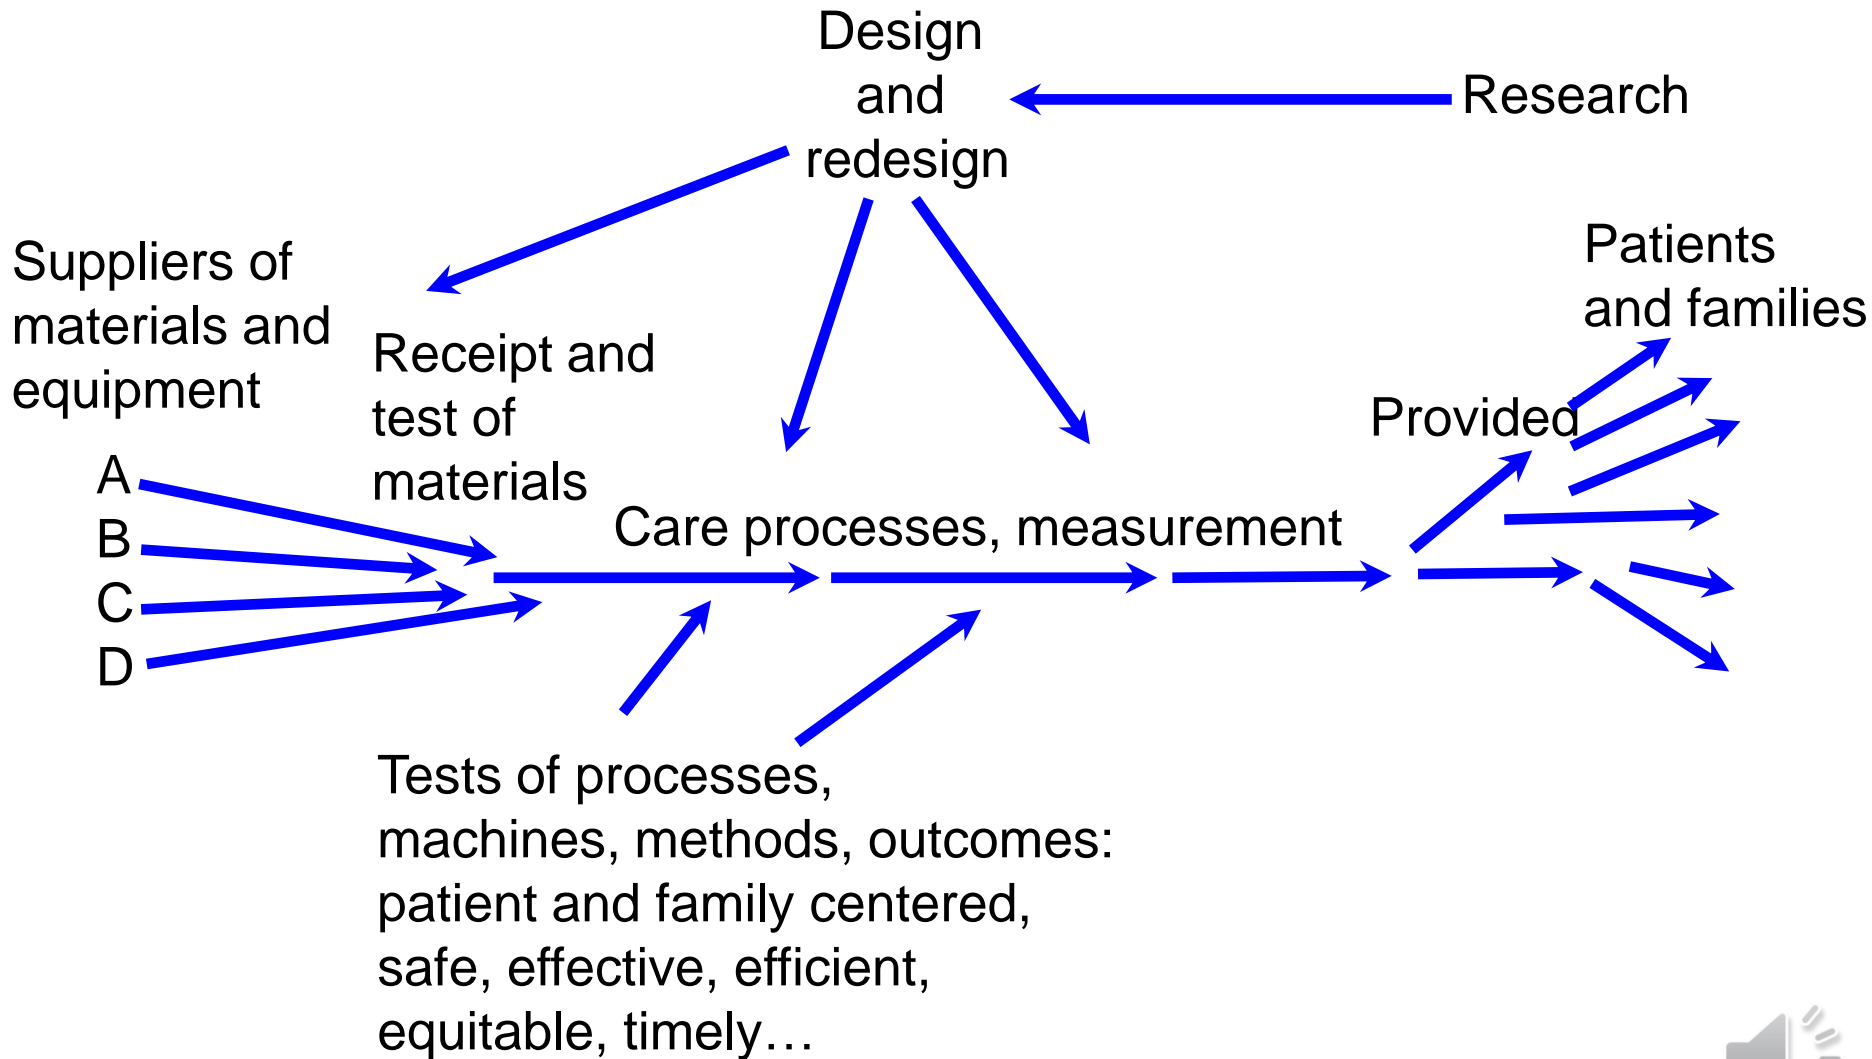 Design
and
redesign
Research
Suppliers of
materials and
equipment
Receipt and
test of
materials
Patients
and families
Provided
A
B
C
D
Care processes, measurement
Tests of processes,
machines, methods, outcomes:
patient and family centered,
safe, effective, efficient,
equitable, timely…